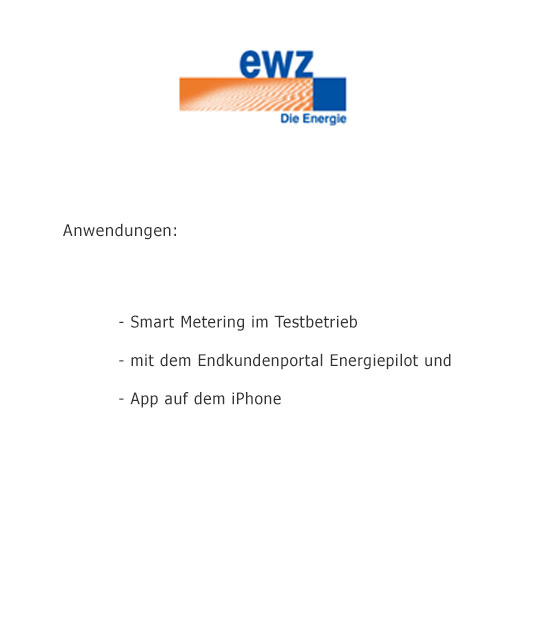 ewz
Die Energie
Anwendungen:
- Smart Metering im Testbetrieb
- mit dem Endkundenportal Energiepilot und
- App auf dem iPhone